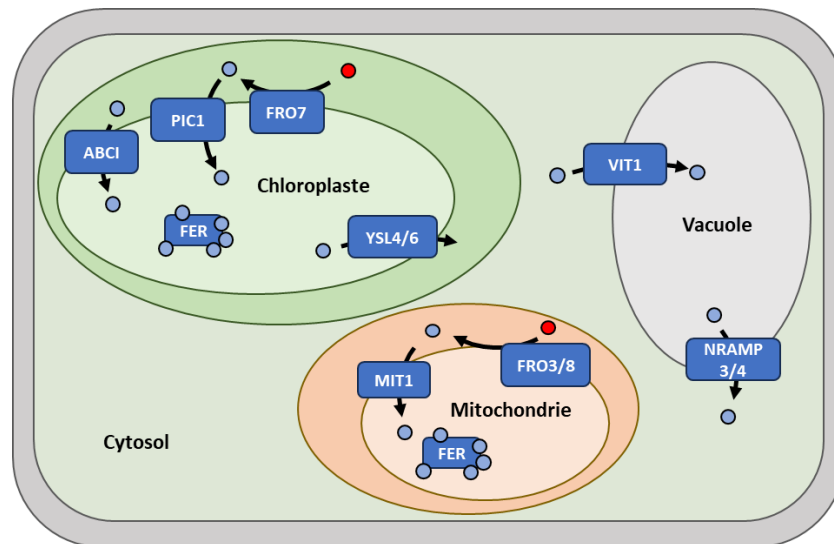 PIC1
FRO7
ABCI
Chloroplaste
FER
YSL4/6
VIT1
Vacuole
NRAMP
3/4
FRO3/8
MIT1
Mitochondrie
FER
Cytosol